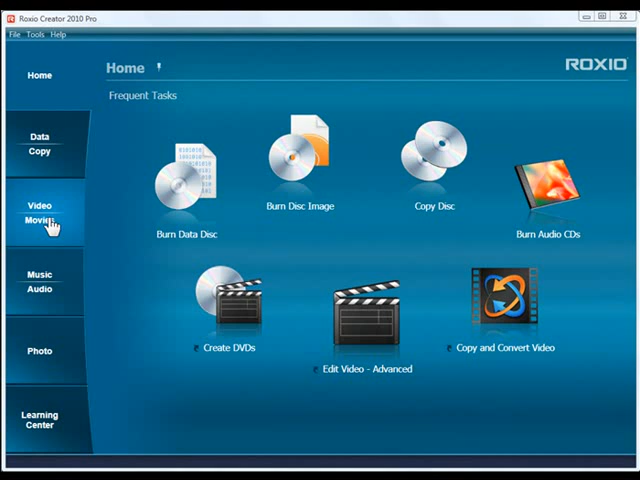 Roxio Creator 2010 Pro
File Tools Help
Home
Data
Copy
Video
Movies
Music
Audio
Photo
Learning
Center
Home
ROXIO
Frequent Tasks
Burn Data Disc
Burn Disc Image
Copy Disc
Burn Audio CDs
Create DVDs
Edit Video - Advanced
Copy and Convert Video